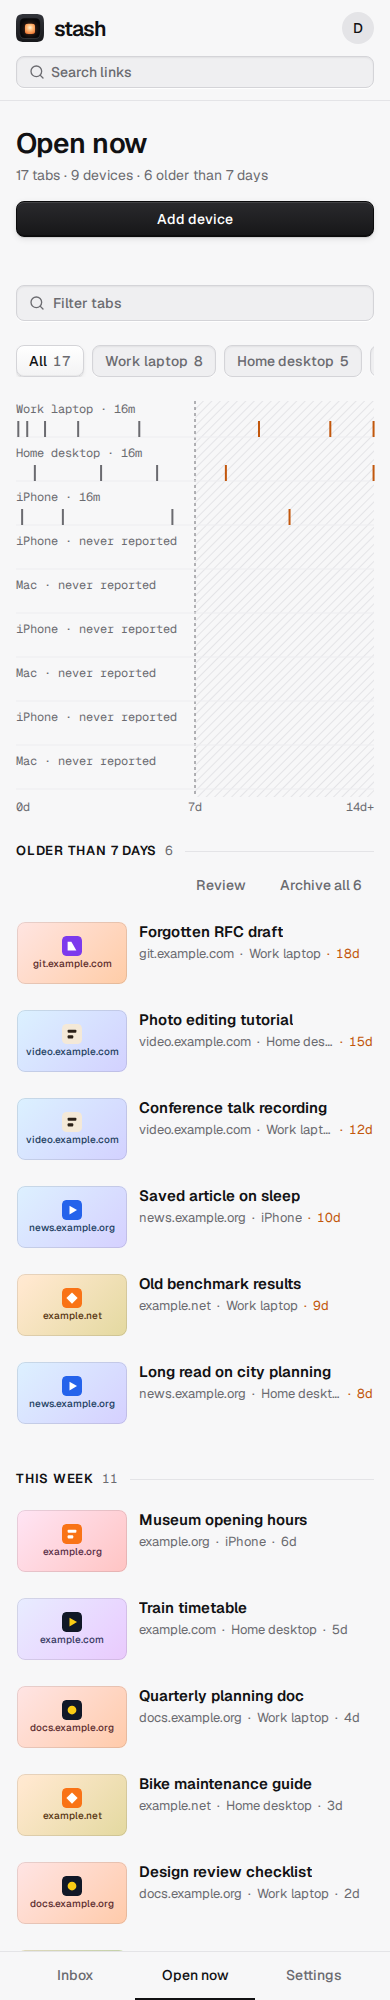 stash
D
Search links
Open now
17 tabs · 9 devices · 6 older than 7 days
Add device
Filter tabs
All 17 Work laptop 8 Home desktop 5
Work laptop · 16m
Home desktop · 16m
iPhone · 16m
iPhone · never reported
Mac · never reported
iPhone · never reported
Mac · never reported
iPhone · never reported
Mac · never reported
0d 7d 14d+
OLDER THAN 7 DAYS 6
Review Archive all 6
git.example.com
Forgotten RFC draft
git.example.com · Work laptop · 18d
video.example.com
Photo editing tutorial
video.example.com · Home des... · 15d
video.example.com
Conference talk recording
video.example.com · Work lapt... · 12d
news.example.org
Saved article on sleep
news.example.org · iPhone · 10d
example.net
Old benchmark results
example.net · Work laptop · 9d
news.example.org
Long read on city planning
news.example.org · Home deskt... · 8d
THIS WEEK 11
example.org
Museum opening hours
example.org · iPhone · 6d
example.com
Train timetable
example.com · Home desktop · 5d
docs.example.org
Quarterly planning doc
docs.example.org · Work laptop · 4d
example.net
Bike maintenance guide
example.net · Home desktop · 3d
docs.example.org
Design review checklist
docs.example.org · Work laptop · 2d
Inbox Open now Settings